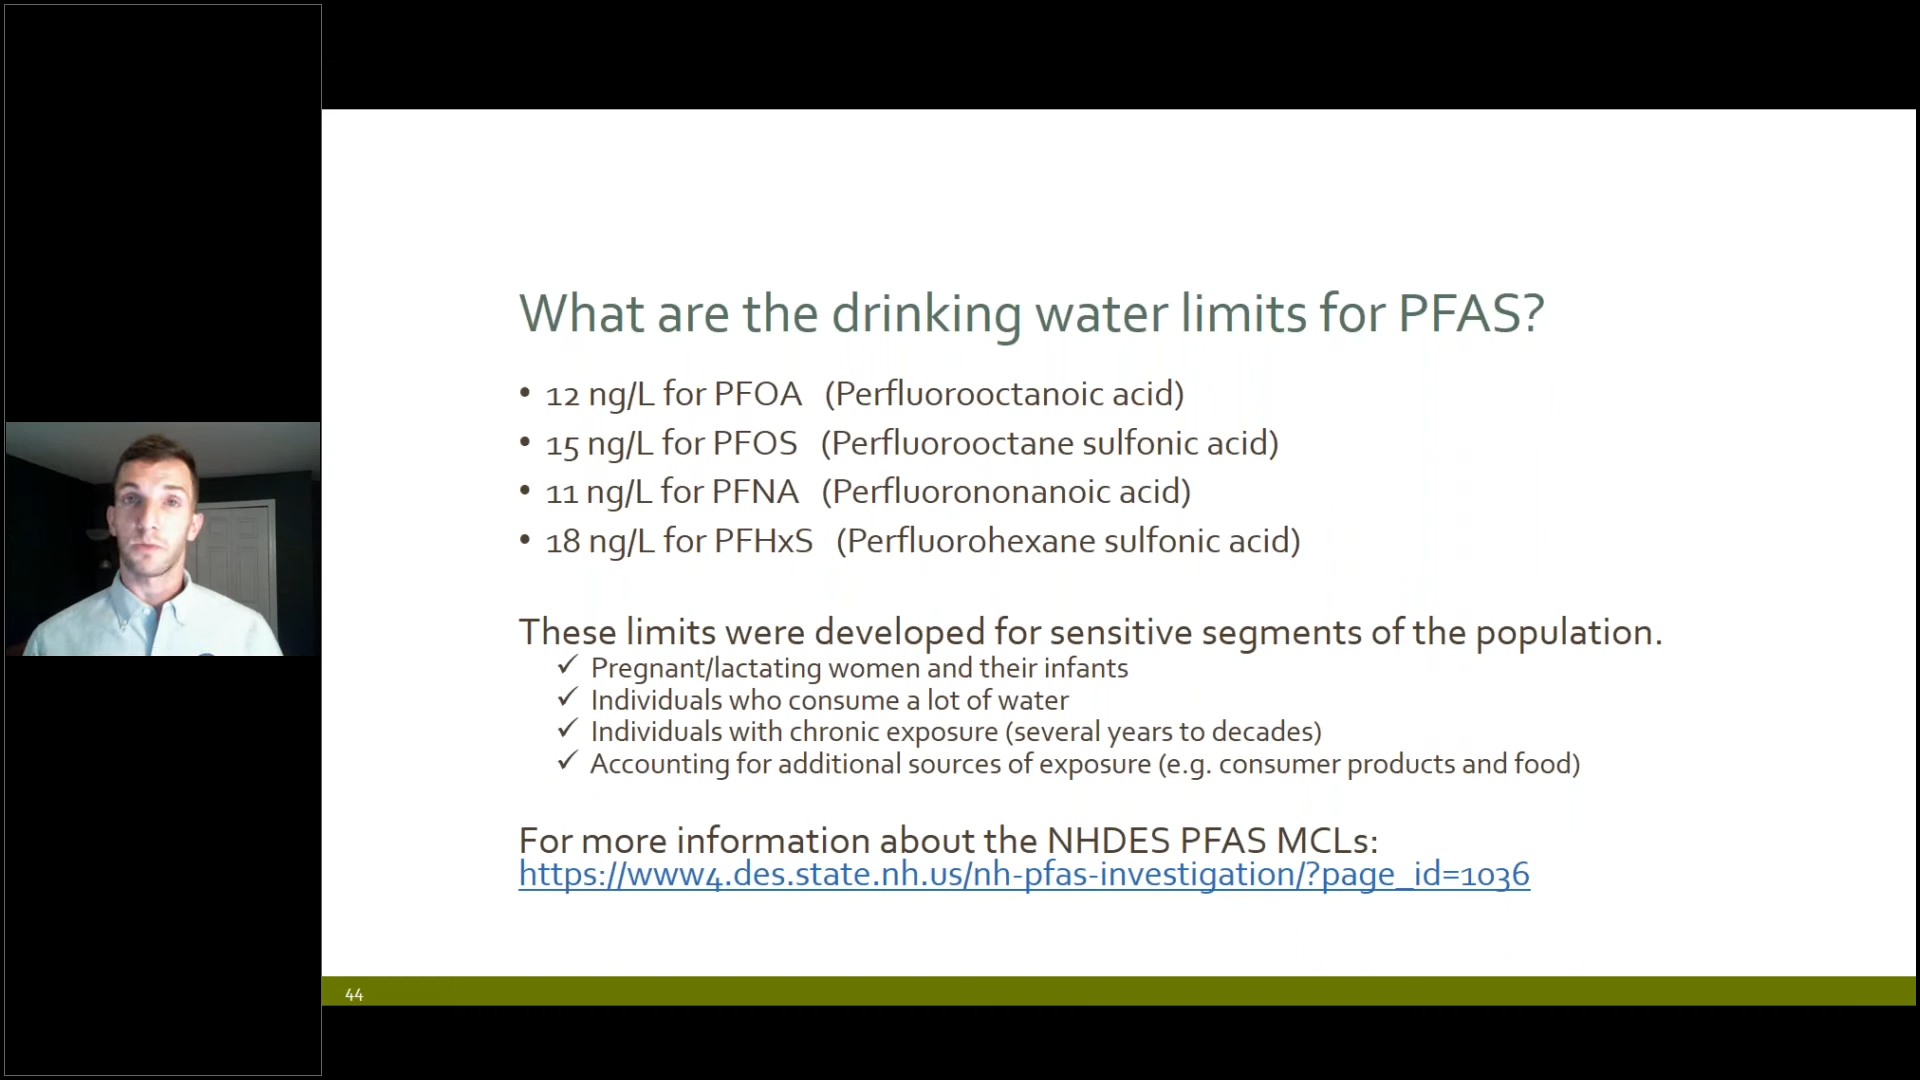 What are the drinking water limits for PFAS?
• 12 ng/L for PFOA (Perfluorooctanoic acid)
• 15 ng/L for PFOS (Perfluorooctane sulfonic acid)
• 11 ng/L for PFNA (Perfluorononanoic acid)
• 18 ng/L for PFHxS (Perfluorohexane sulfonic acid)
These limits were developed for sensitive segments of the population.
✓ Pregnant/lactating women and their infants
✓ Individuals who consume a lot of water
✓ Individuals with chronic exposure (several years to decades)
✓ Accounting for additional sources of exposure (e.g. consumer products and food)
For more information about the NHDES PFAS MCLs:
https://www4.des.state.nh.us/nh-pfas-investigation/?page_id=1036
44